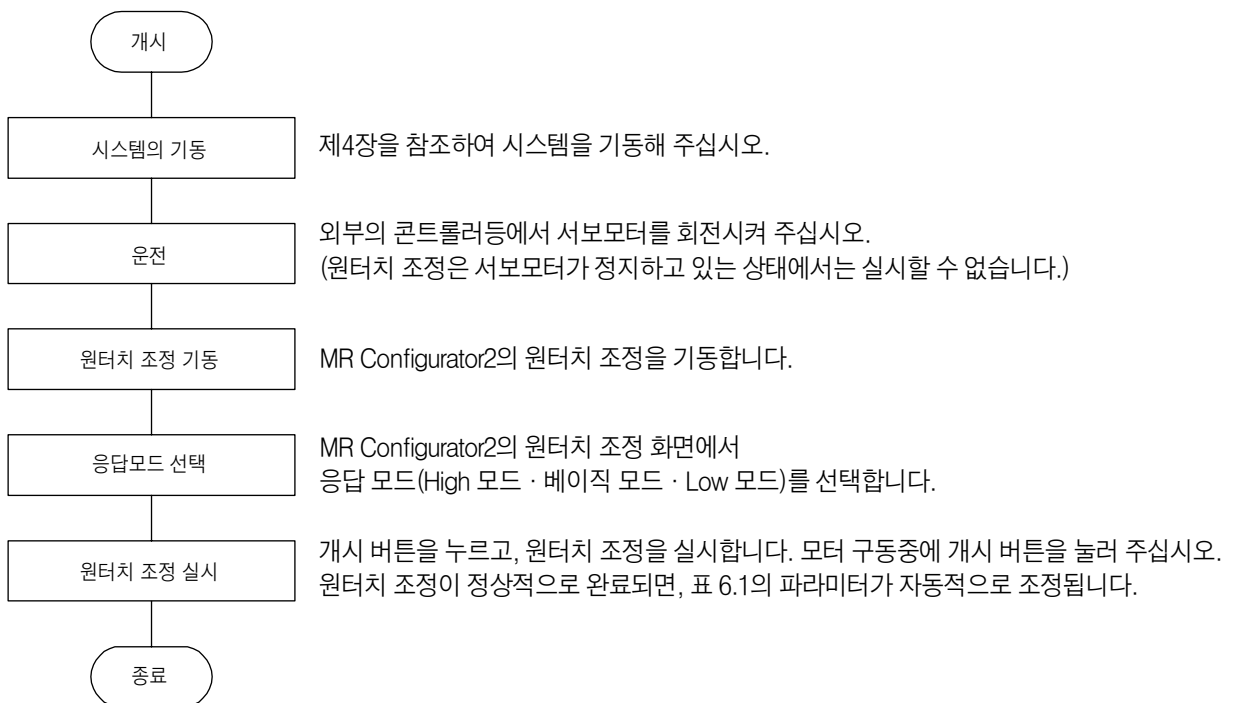 개시
시스템의 기동
제4장을 참조하여 시스템을 기동해 주십시오.
운전
외부의 콘트롤러등에서 서보모터를 회전시켜 주십시오.
(원터치 조정은 서보모터가 정지하고 있는 상태에서는 실시할 수 없습니다.)
원터치 조정 기동
MR Configurator2의 원터치 조정을 기동합니다.
응답모드 선택
MR Configurator2의 원터치 조정 화면에서
응답 모드(High 모드 · 베이직 모드 · Low 모드)를 선택합니다.
원터치 조정 실시
개시 버튼을 누르고, 원터치 조정을 실시합니다. 모터 구동중에 개시 버튼을 눌러 주십시오.
원터치 조정이 정상적으로 완료되면, 표 6.1의 파라미터가 자동적으로 조정됩니다.
종료